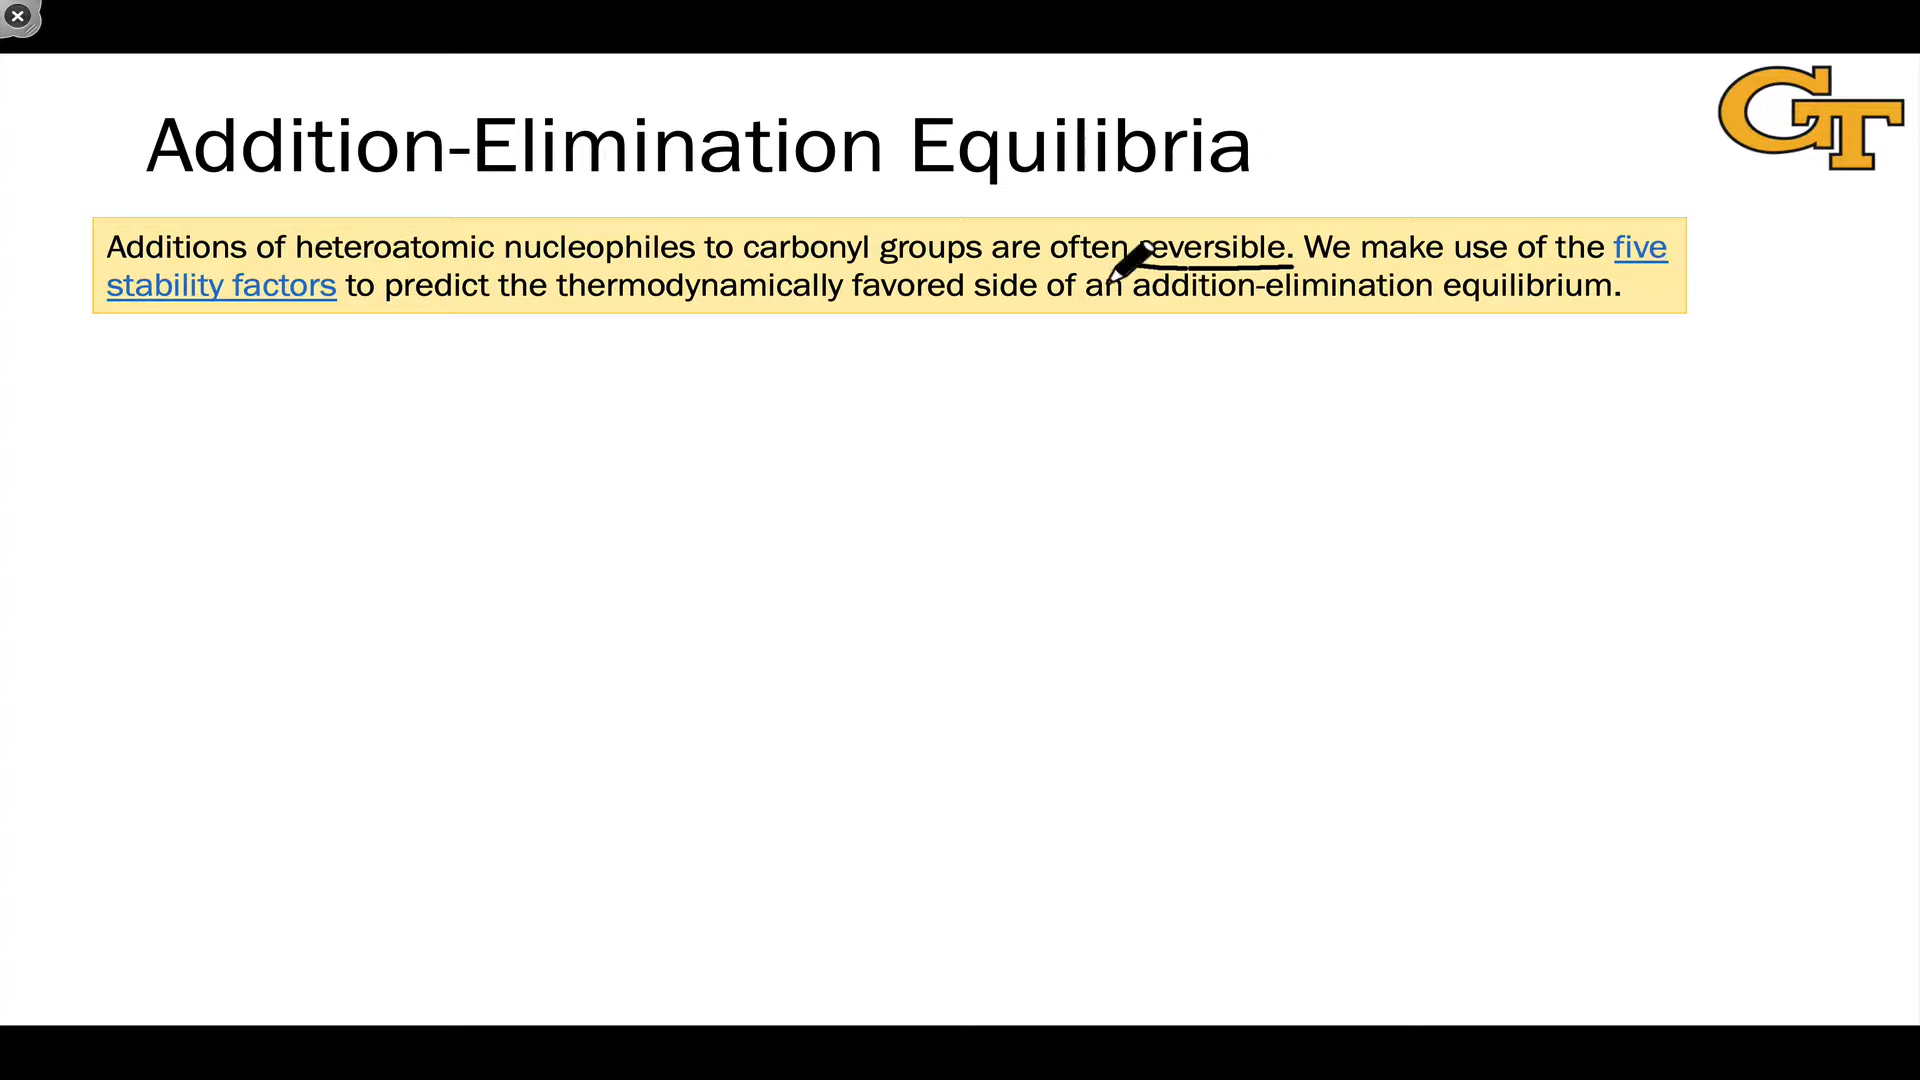 GT
Addition-Elimination Equilibria
Additions of heteroatomic nucleophiles to carbonyl groups are often reversible. We make use of the five
stability factors to predict the thermodynamically favored side of an addition-elimination equilibrium.